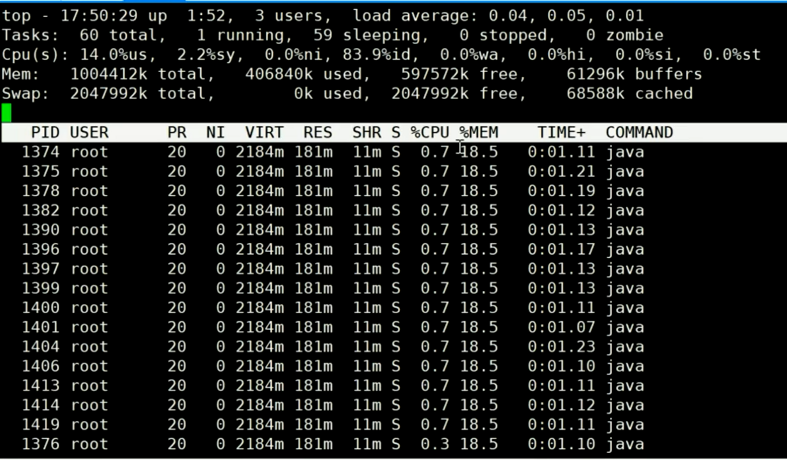 top - 17:50:29 up  1:52,  3 users,  load average: 0.04, 0.05, 0.01
Tasks:  60 total,   1 running,  59 sleeping,   0 stopped,   0 zombie
Cpu(s): 14.0%us,  2.2%sy,  0.0%ni, 83.9%id,  0.0%wa,  0.0%hi,  0.0%si,  0.0%st
Mem:   1004412k total,   406840k used,   597572k free,    61296k buffers
Swap:  2047992k total,        0k used,  2047992k free,    68588k cached
PID USER      PR  NI  VIRT  RES  SHR S %CPU %MEM    TIME+  COMMAND
1374 root      20   0 2184m 181m  11m S  0.7 18.5   0:01.11 java
1375 root      20   0 2184m 181m  11m S  0.7 18.5   0:01.21 java
1378 root      20   0 2184m 181m  11m S  0.7 18.5   0:01.19 java
1382 root      20   0 2184m 181m  11m S  0.7 18.5   0:01.12 java
1390 root      20   0 2184m 181m  11m S  0.7 18.5   0:01.13 java
1396 root      20   0 2184m 181m  11m S  0.7 18.5   0:01.17 java
1397 root      20   0 2184m 181m  11m S  0.7 18.5   0:01.13 java
1399 root      20   0 2184m 181m  11m S  0.7 18.5   0:01.13 java
1400 root      20   0 2184m 181m  11m S  0.7 18.5   0:01.11 java
1401 root      20   0 2184m 181m  11m S  0.7 18.5   0:01.07 java
1404 root      20   0 2184m 181m  11m S  0.7 18.5   0:01.23 java
1406 root      20   0 2184m 181m  11m S  0.7 18.5   0:01.10 java
1413 root      20   0 2184m 181m  11m S  0.7 18.5   0:01.11 java
1414 root      20   0 2184m 181m  11m S  0.7 18.5   0:01.12 java
1419 root      20   0 2184m 181m  11m S  0.7 18.5   0:01.11 java
1376 root      20   0 2184m 181m  11m S  0.3 18.5   0:01.10 java